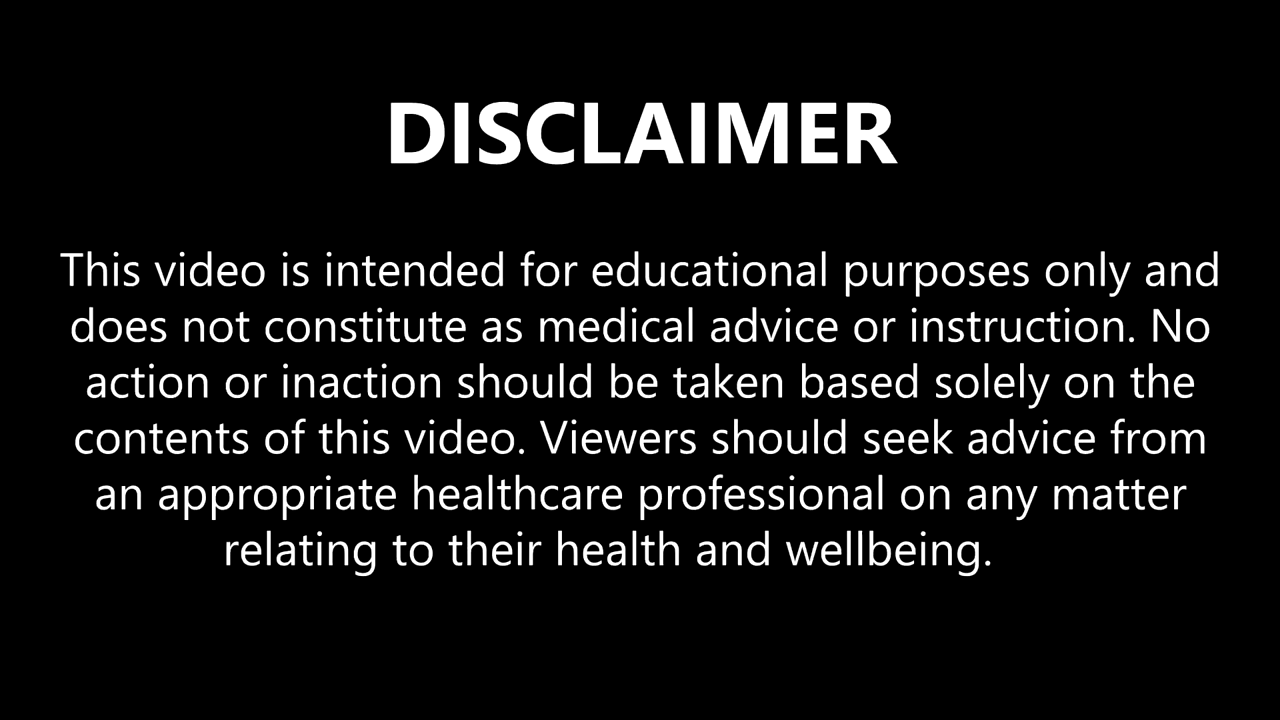 DISCLAIMER
This video is intended for educational purposes only and
does not constitute as medical advice or instruction. No
action or inaction should be taken based solely on the
contents of this video. Viewers should seek advice from
an appropriate healthcare professional on any matter
relating to their health and wellbeing.